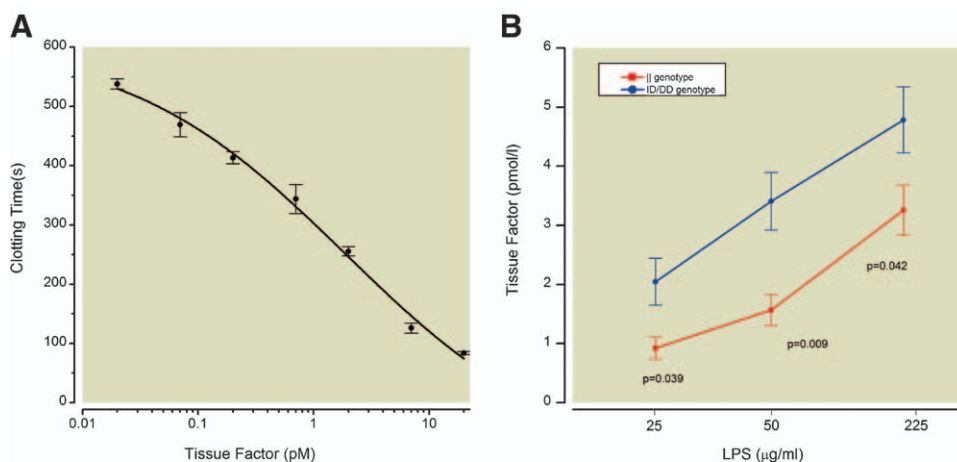 A
600
500
400
300
200
100
0
0.01
0.1
1
10
Clotting Time(s)
Tissue Factor (pM)
B
6
5
4
3
2
1
0
25
50
225
Tissue Factor (pmol/l)
LPS (µg/ml)
|| genotype
ID/DD genotype
p=0.039
p=0.009
p=0.042